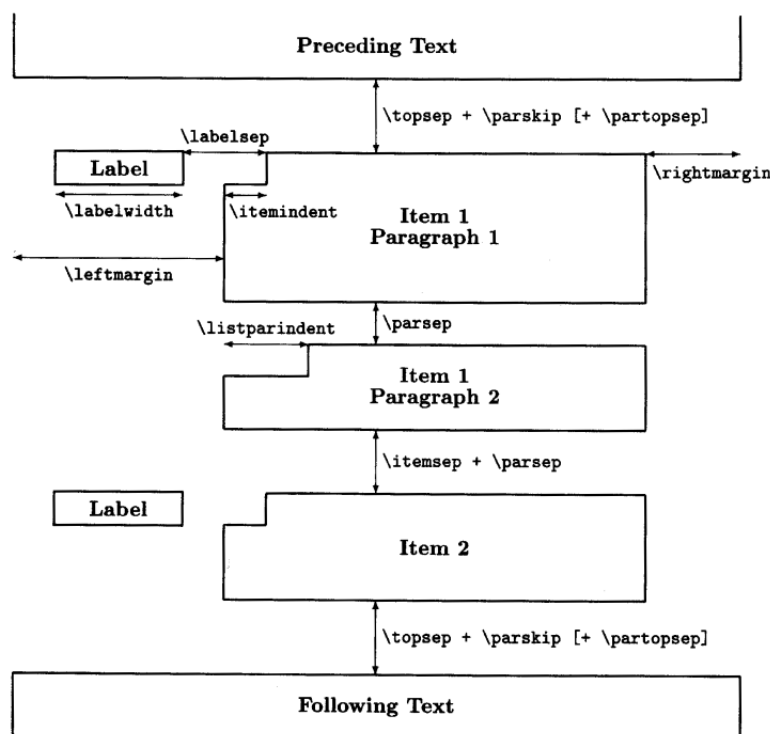 Preceding Text
\topsep + \parskip [+ \partopsep]
\labelsep
Label
\rightmargin
\labelwidth
\itemindent
Item 1
Paragraph 1
\leftmargin
\parsep
\listparindent
Item 1
Paragraph 2
\itemsep + \parsep
Label
Item 2
\topsep + \parskip [+ \partopsep]
Following Text